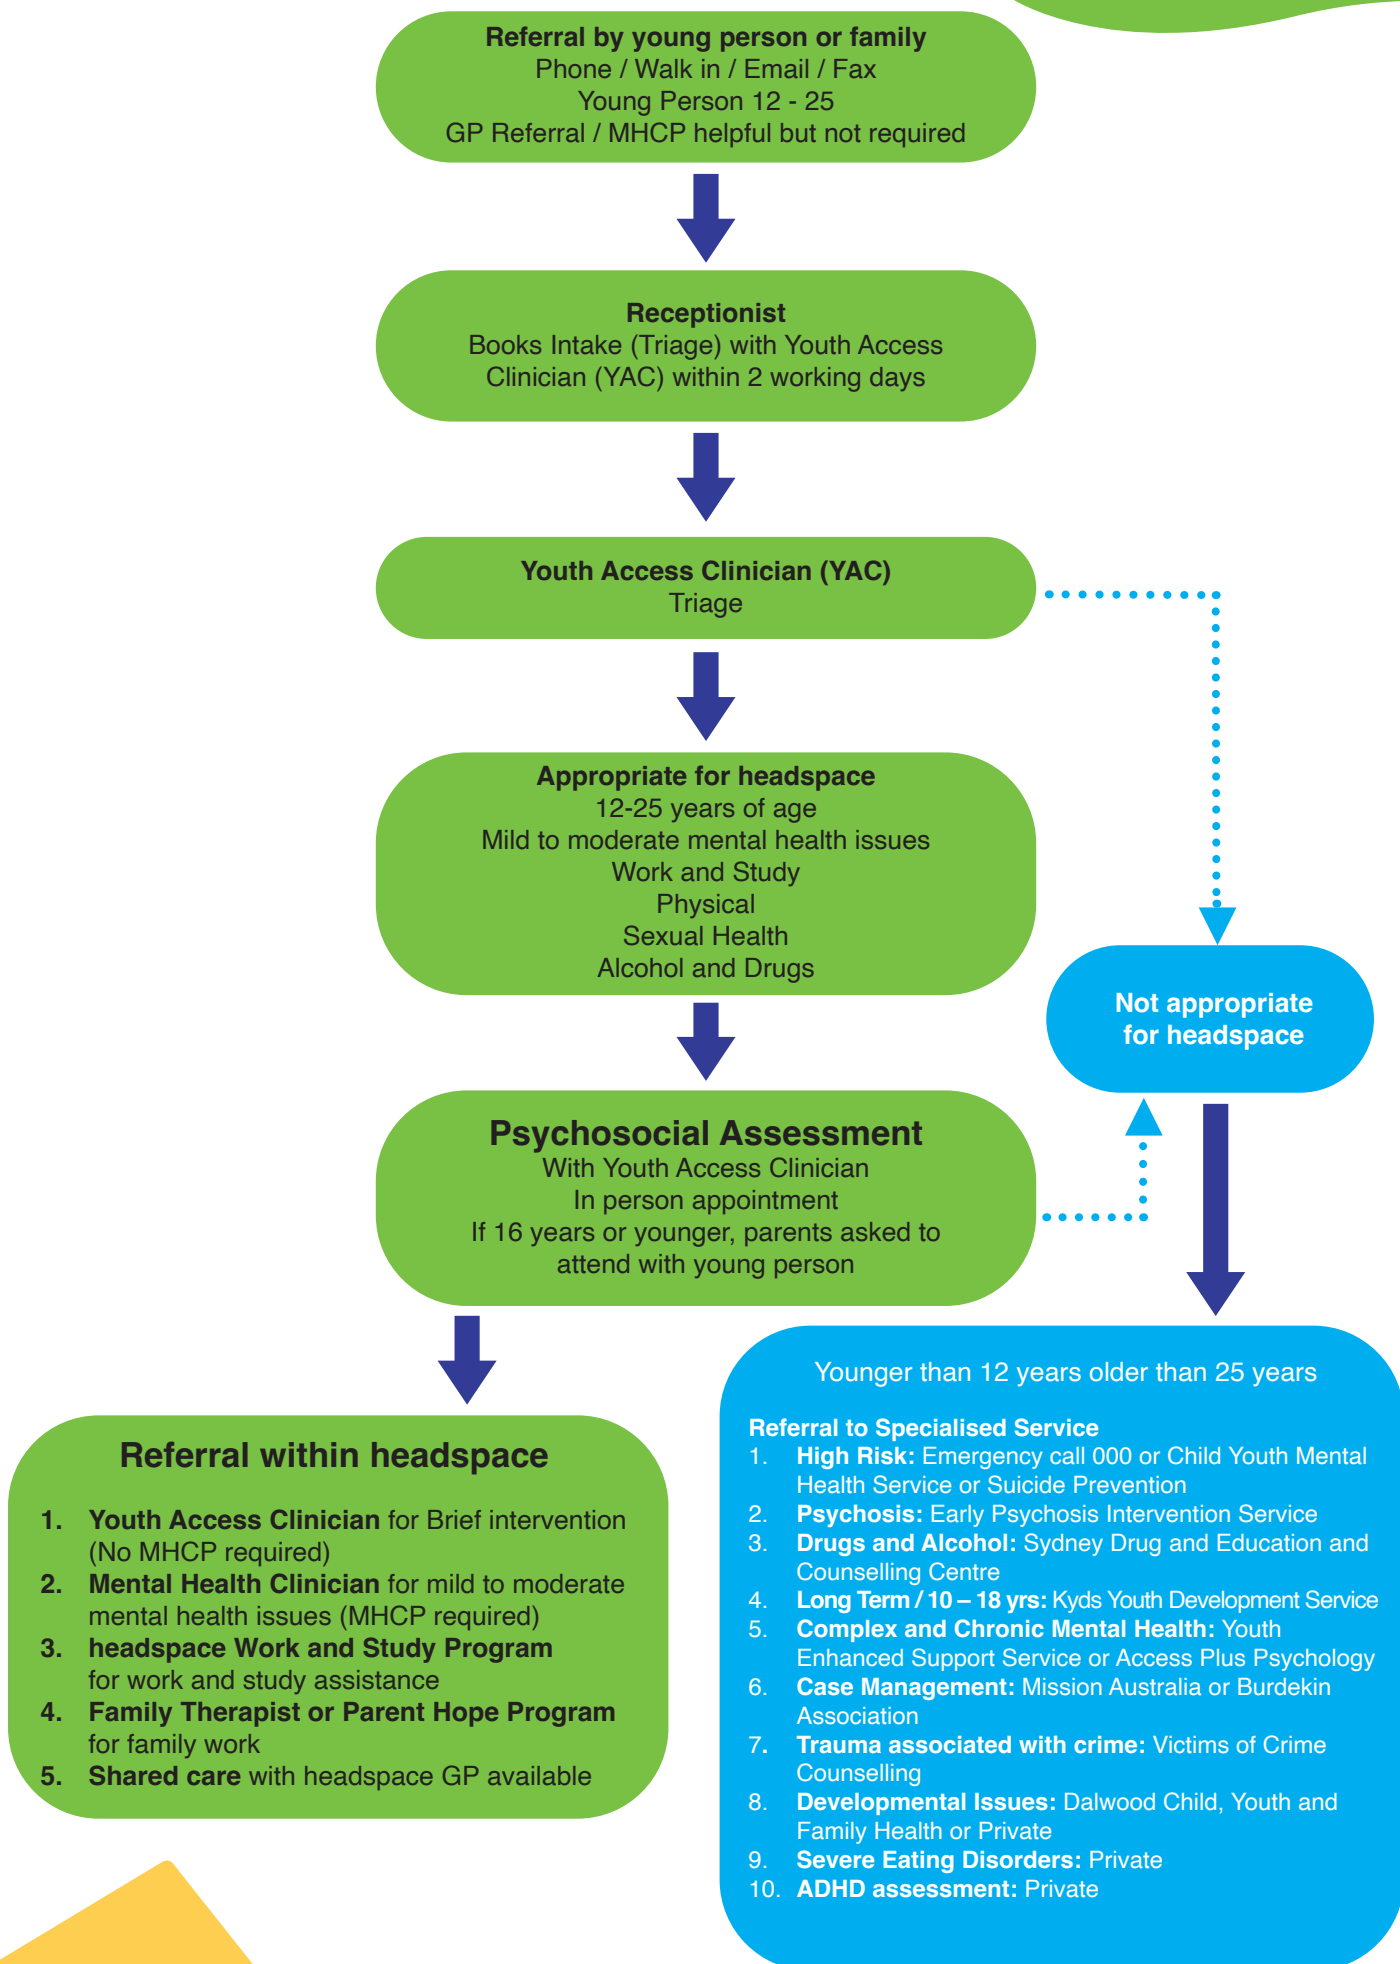 Referral by young person or family
Phone / Walk in / Email / Fax
Young Person 12 - 25
GP Referral / MHCP helpful but not required
Receptionist
Books Intake (Triage) with Youth Access
Clinician (YAC) within 2 working days
Youth Access Clinician (YAC)
Triage
Appropriate for headspace
12-25 years of age
Mild to moderate mental health issues
Work and Study
Physical
Sexual Health
Alcohol and Drugs
Not appropriate
for headspace
Psychosocial Assessment
With Youth Access Clinician
In person appointment
If 16 years or younger, parents asked to
attend with young person
Referral within headspace
1. Youth Access Clinician for Brief intervention
(No MHCP required)
2. Mental Health Clinician for mild to moderate
mental health issues (MHCP required)
3. headspace Work and Study Program
for work and study assistance
4. Family Therapist or Parent Hope Program
for family work
5. Shared care with headspace GP available
Younger than 12 years older than 25 years
Referral to Specialised Service
1. High Risk: Emergency call 000 or Child Youth Mental
Health Service or Suicide Prevention
2. Psychosis: Early Psychosis Intervention Service
3. Drugs and Alcohol: Sydney Drug and Education and
Counselling Centre
4. Long Term / 10 – 18 yrs: Kyds Youth Development Service
5. Complex and Chronic Mental Health: Youth
Enhanced Support Service or Access Plus Psychology
6. Case Management: Mission Australia or Burdekin
Association
7. Trauma associated with crime: Victims of Crime
Counselling
8. Developmental Issues: Dalwood Child, Youth and
Family Health or Private
9. Severe Eating Disorders: Private
10. ADHD assessment: Private